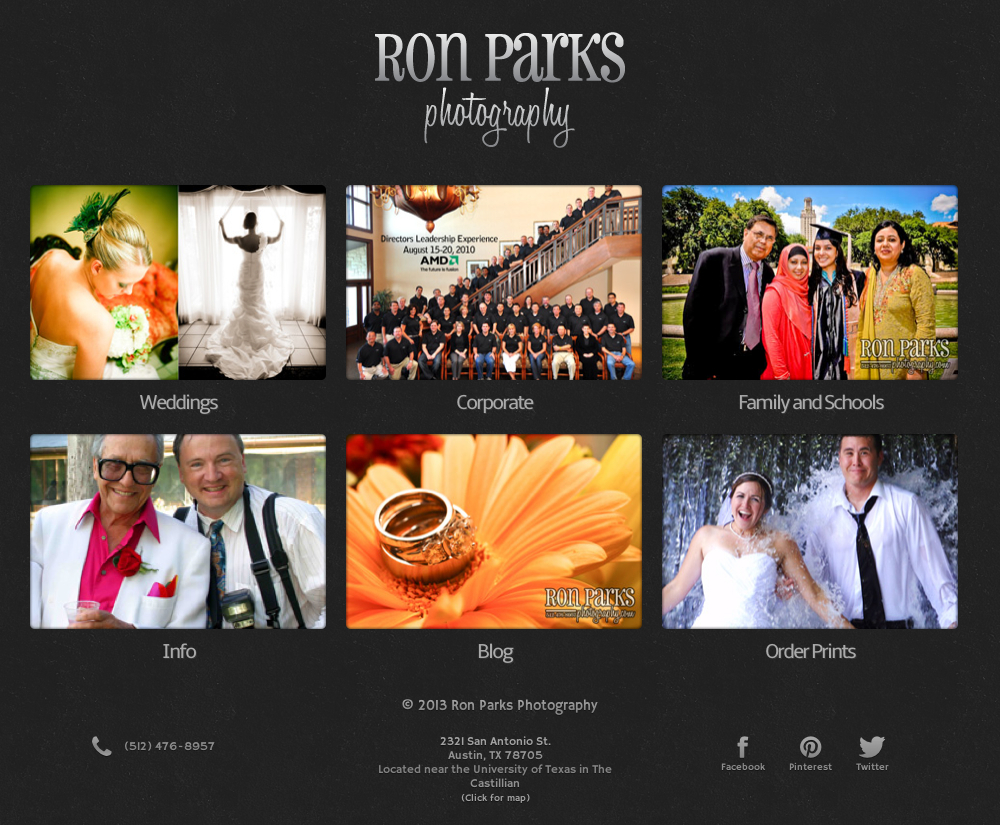 Ron Parks
photography
Directors Leadership Experience
August 15-20, 2010
AMD
The future is fusion
Ron Parks
photography.com
Weddings
Corporate
Family and Schools
Ron Parks
photography.com
Info
Blog
Order Prints
© 2013 Ron Parks Photography
(512) 476-8957
2321 San Antonio St.
Austin, TX 78705
Located near the University of Texas in The
Castillian
(Click for map)
Facebook
Pinterest
Twitter